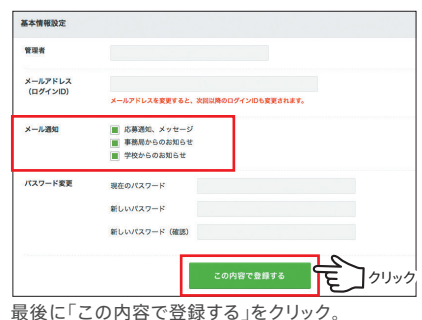 基本情報設定
管理者
メールアドレス
(ログインID)
メールアドレスを変更すると、次回以降のログインIDも変更されます。
メール通知
応募通知、メッセージ
事務局からのお知らせ
学校からのお知らせ
パスワード変更
現在のパスワード
新しいパスワード
新しいパスワード（確認）
この内容で登録する
クリック
最後に「この内容で登録する」をクリック。